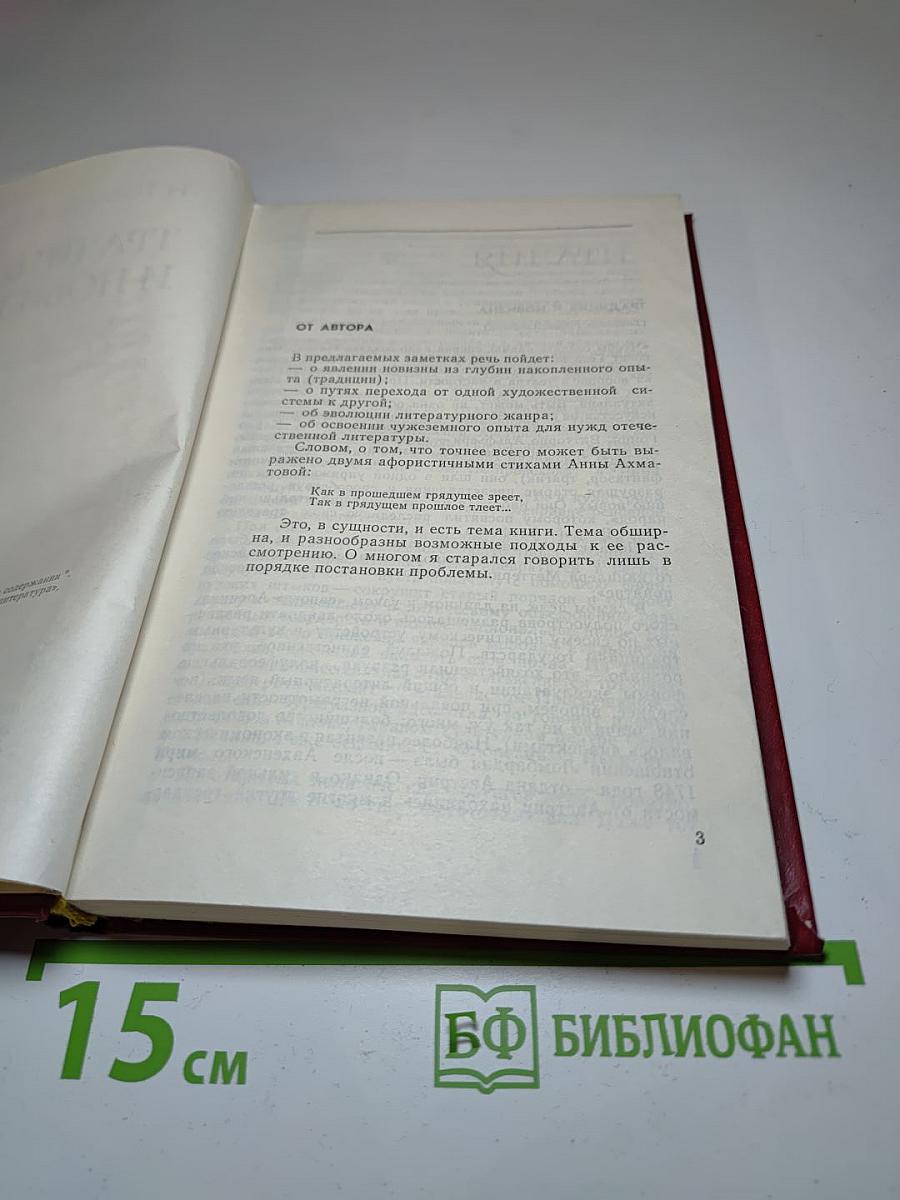 содержании".
литература",
ОТ АВТОРА
В предлагаемых заметках речь пойдет:
— о явлении новизны из глубин накопленного опы-
та (традиции);
— о путях перехода от одной художественной си-
стемы к другой;
— об эволюции литературного жанра;
— об освоении чужеземного опыта для нужд отече-
ственной литературы.
Словом, о том, что точнее всего может быть вы-
ражено двумя афористичными стихами Анны Ахма-
товой:
Как в прошедшем грядущее зреет,
Так в грядущем прошлое тлеет...
Это, в сущности, и есть тема книги. Тема обшир-
на, и разнообразны возможные подходы к ее рас-
смотрению. О многом я старался говорить лишь в
порядке постановки проблемы.
3
15 см
БФ БИБЛИОФАН